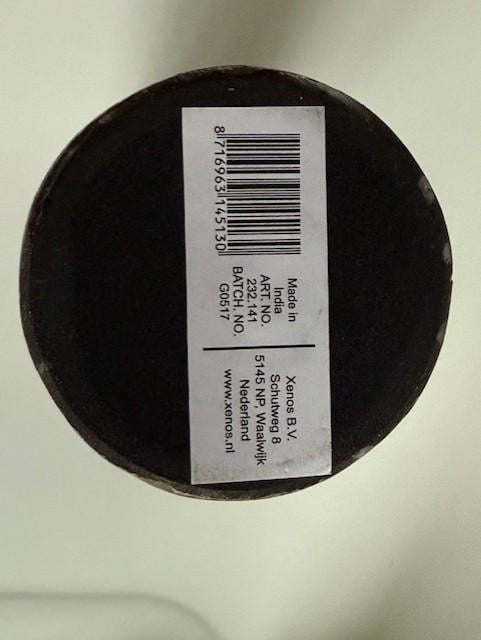 8 716963 145130
Made in
India
ART. NO.
232.141
BATCH. NO.
G0517
Xenos B.V.
Schutweg 8
5145 NP, Waalwijk
Nederland
www.xenos.nl